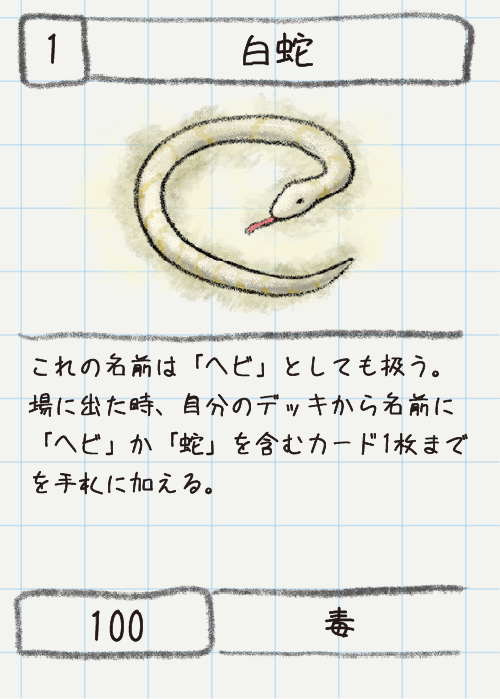 1
白蛇
これの名前は「ヘビ」としても扱う。
場に出た時、自分のデッキから名前に
「ヘビ」か「蛇」を含むカード1枚まで
を手札に加える。
100
毒